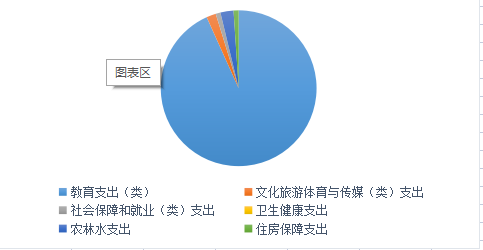 图表区
教育支出（类）
文化旅游体育与传媒（类）支出
社会保障和就业（类）支出
卫生健康支出
农林水支出
住房保障支出